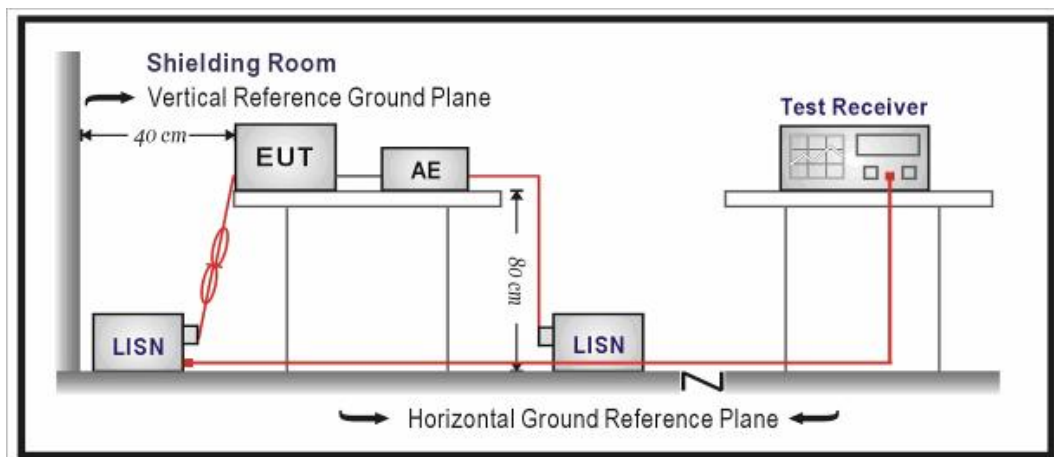 Shielding Room
Vertical Reference Ground Plane
40 cm
EUT
AE
Test Receiver
80 cm
LISN
LISN
Horizontal Ground Reference Plane